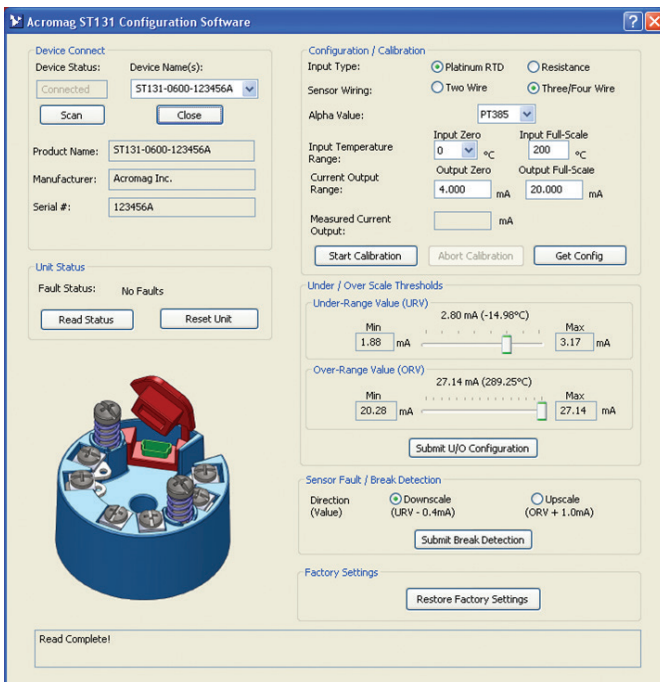 Acromag ST131 Configuration Software
Device Connect
Device Status:
Device Name(s):
Connected
ST131-0600-123456A
Scan
Close
Product Name:
ST131-0600-123456A
Manufacturer:
Acromag Inc.
Serial #:
123456A
Unit Status
Fault Status:
No Faults
Read Status
Reset Unit
Configuration / Calibration
Input Type:
Platinum RTD
Resistance
Sensor Wiring:
Two Wire
Three/Four Wire
Alpha Value:
PT385
Input Zero
Input Full-Scale
Input Temperature
Range:
0
°C
200
°C
Output Zero
Output Full-Scale
Current Output
Range:
4.000
mA
20.000
mA
Measured Current
Output:
mA
Start Calibration
Abort Calibration
Get Config
Under / Over Scale Thresholds
Under-Range Value (URV)
2.80 mA (-14.98°C)
Min
Max
1.88
mA
3.17
mA
Over-Range Value (ORV)
27.14 mA (289.25°C)
Min
Max
20.28
mA
27.14
mA
Submit U/O Configuration
Sensor Fault / Break Detection
Direction
(Value)
Downscale
(URV - 0.4mA)
Upscale
(ORV + 1.0mA)
Submit Break Detection
Factory Settings
Restore Factory Settings
Read Complete!